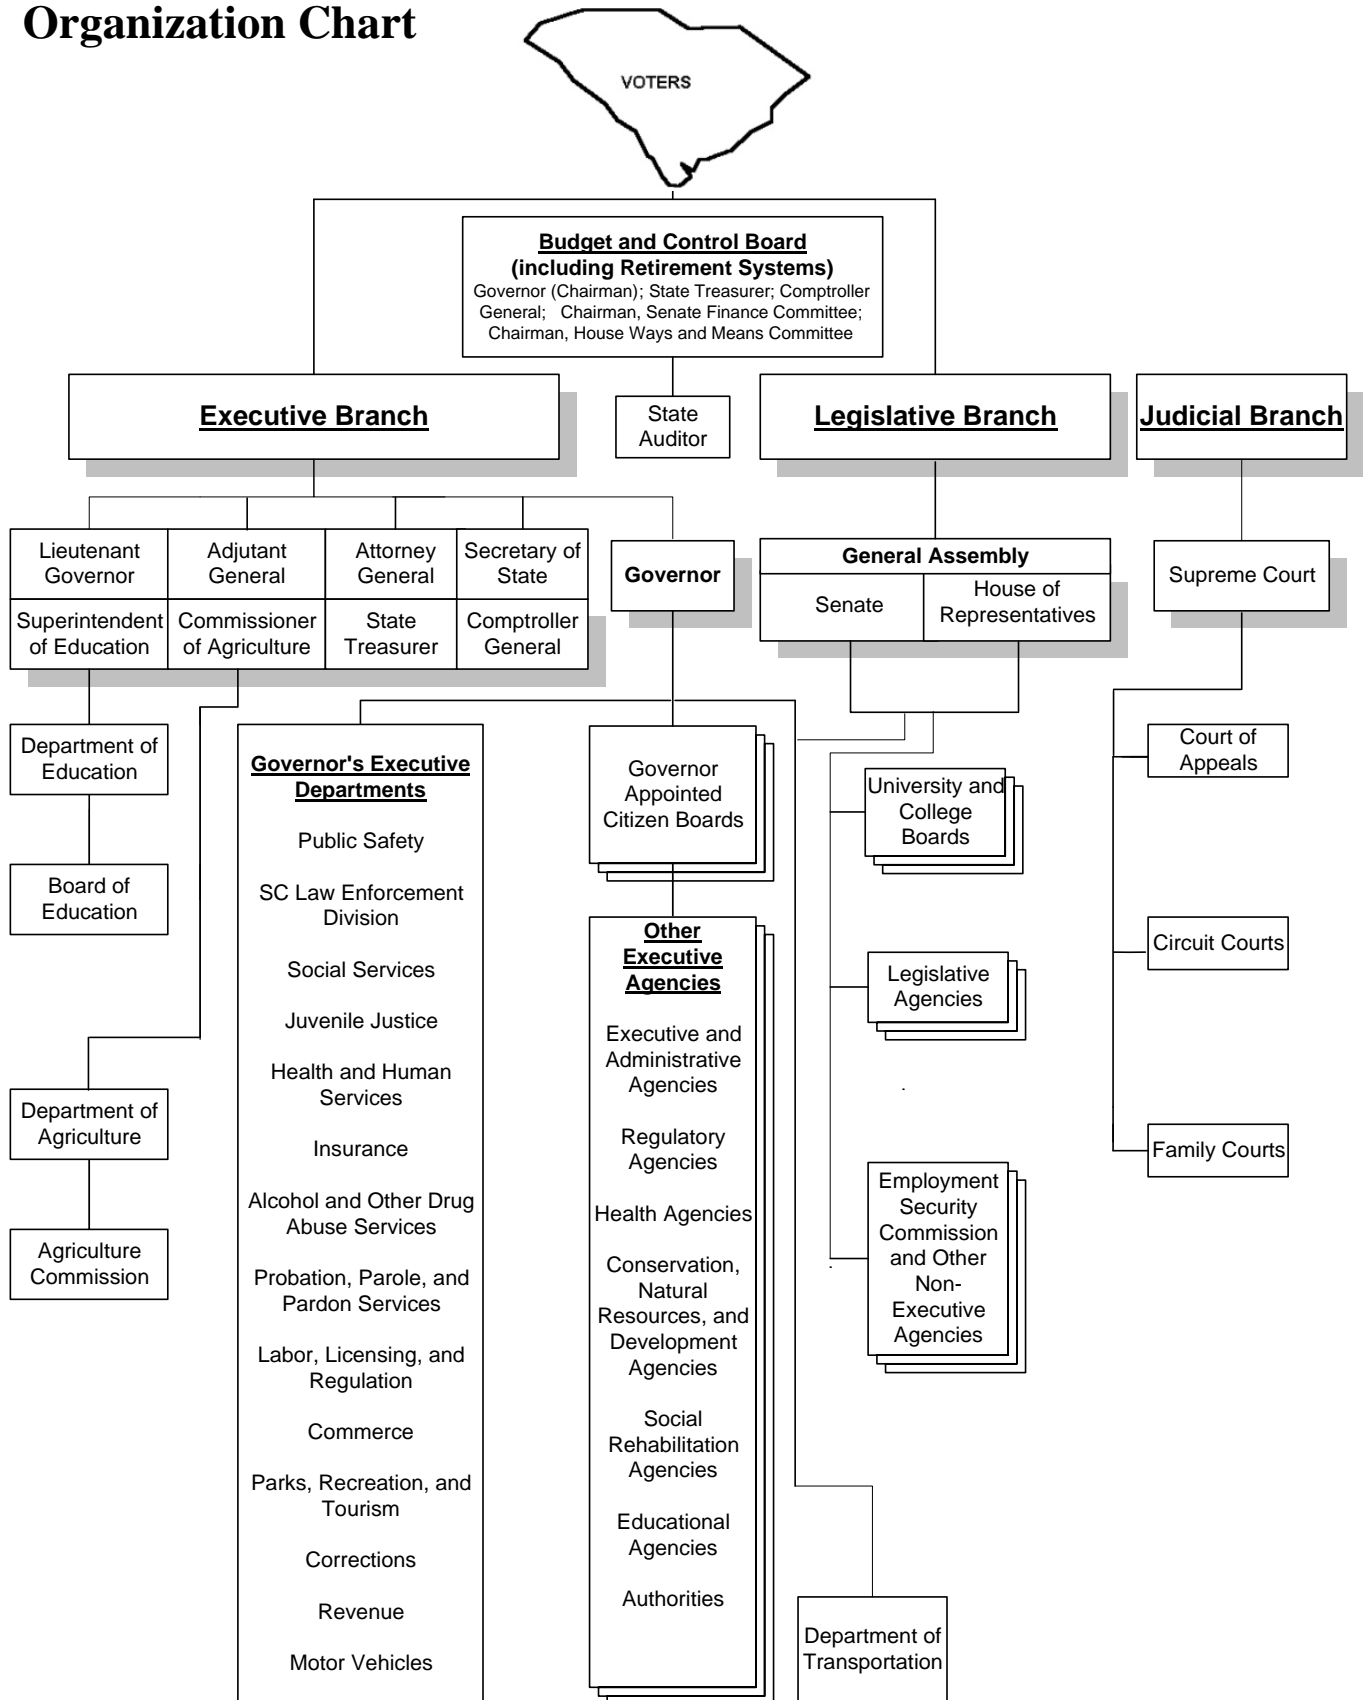 Organization Chart
VOTERS
Budget and Control Board
(including Retirement Systems)
Governor (Chairman); State Treasurer; Comptroller
General; Chairman, Senate Finance Committee;
Chairman, House Ways and Means Committee
Executive Branch
State
Auditor
Legislative Branch
Judicial Branch
Lieutenant
Governor
Adjutant
General
Attorney
General
Secretary of
State
Superintendent
of Education
Commissioner
of Agriculture
State
Treasurer
Comptroller
General
Governor
General Assembly
Senate
House of
Representatives
Supreme Court
Department of
Education
Board of
Education
Department of
Agriculture
Agriculture
Commission
Governor's Executive
Departments
Public Safety
SC Law Enforcement
Division
Social Services
Juvenile Justice
Health and Human
Services
Insurance
Alcohol and Other Drug
Abuse Services
Probation, Parole, and
Pardon Services
Labor, Licensing, and
Regulation
Commerce
Parks, Recreation, and
Tourism
Corrections
Revenue
Motor Vehicles
Governor
Appointed
Citizen Boards
Other
Executive
Agencies
Executive and
Administrative
Agencies
Regulatory
Agencies
Health Agencies
Conservation,
Natural
Resources, and
Development
Agencies
Social
Rehabilitation
Agencies
Educational
Agencies
Authorities
University and
College
Boards
Legislative
Agencies
Employment
Security
Commission
and Other
Non-
Executive
Agencies
Department of
Transportation
Court of
Appeals
Circuit Courts
Family Courts